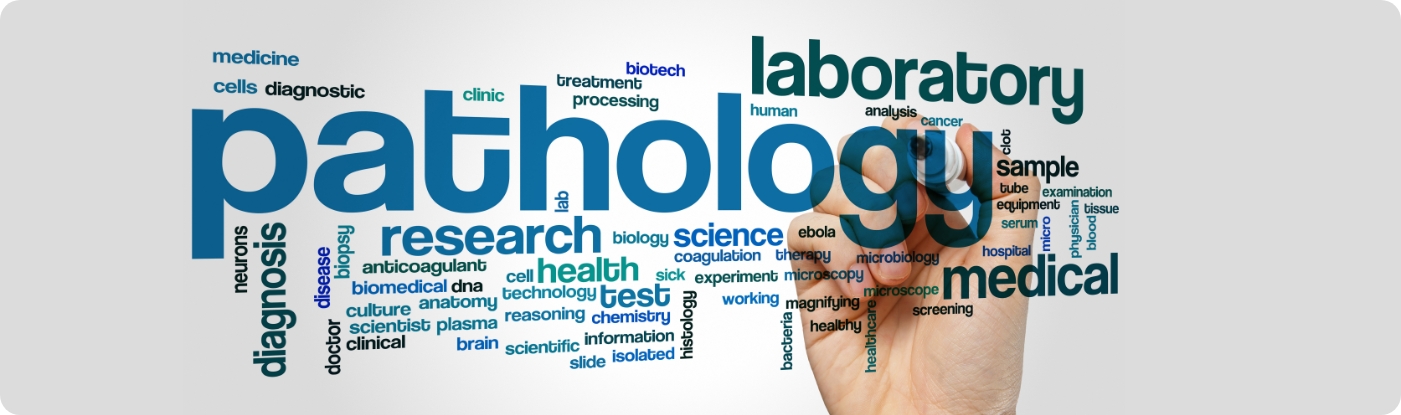 medicine
cells
diagnostic
clinic
treatment
biotech
processing
laboratory
human
analysis
cancer
pathology
clot
sample
tube
examination
equipment
tissue
serum
micro
physician
blood
hospital
medical
lab
neurons
diagnosis
disease
biopsy
research
biology
science
ebola
coagulation
therapy
microbiology
anticoagulant
cell
health
sick
experiment
microscopy
biomedical
dna
technology
test
working
magnifying
microscope
screening
culture
anatomy
reasoning
chemistry
histology
healthy
bacteria
healthcare
scientist
plasma
doctor
clinical
brain
scientific
information
slide
isolated